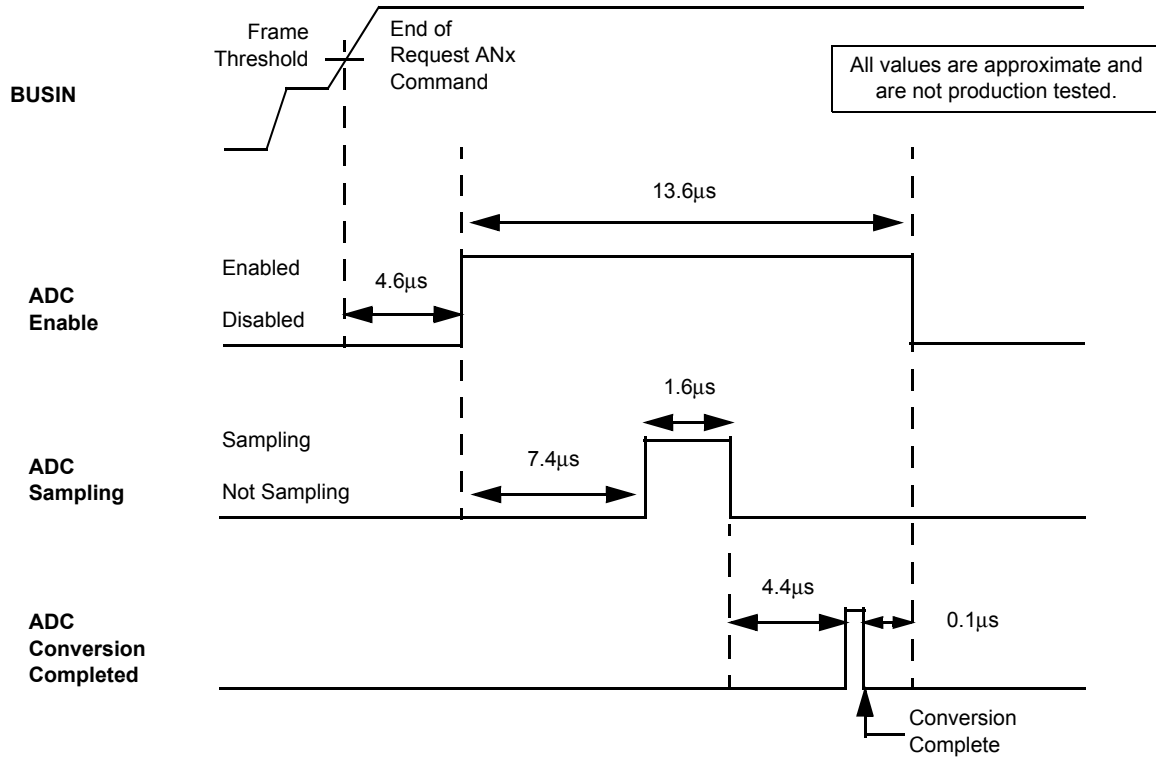 Frame
Threshold
End of
Request ANx
Command
All values are approximate and
are not production tested.
BUSIN
13.6μs
Enabled
4.6μs
ADC
Enable
Disabled
1.6μs
Sampling
7.4μs
ADC
Sampling
Not Sampling
4.4μs
0.1μs
ADC
Conversion
Completed
Conversion
Complete